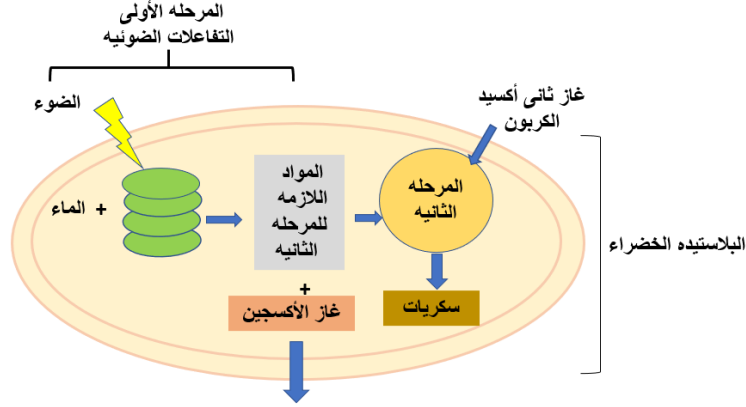 المرحله الأولى
التفاعلات الضوئيه
الضوء
غاز ثانى أكسيد
الكربون
الماء +
المواد
اللازمه
للمرحله
الثانيه
المرحله
الثانيه
البلاستيده الخضراء
+
غاز الأكسجين
سكريات